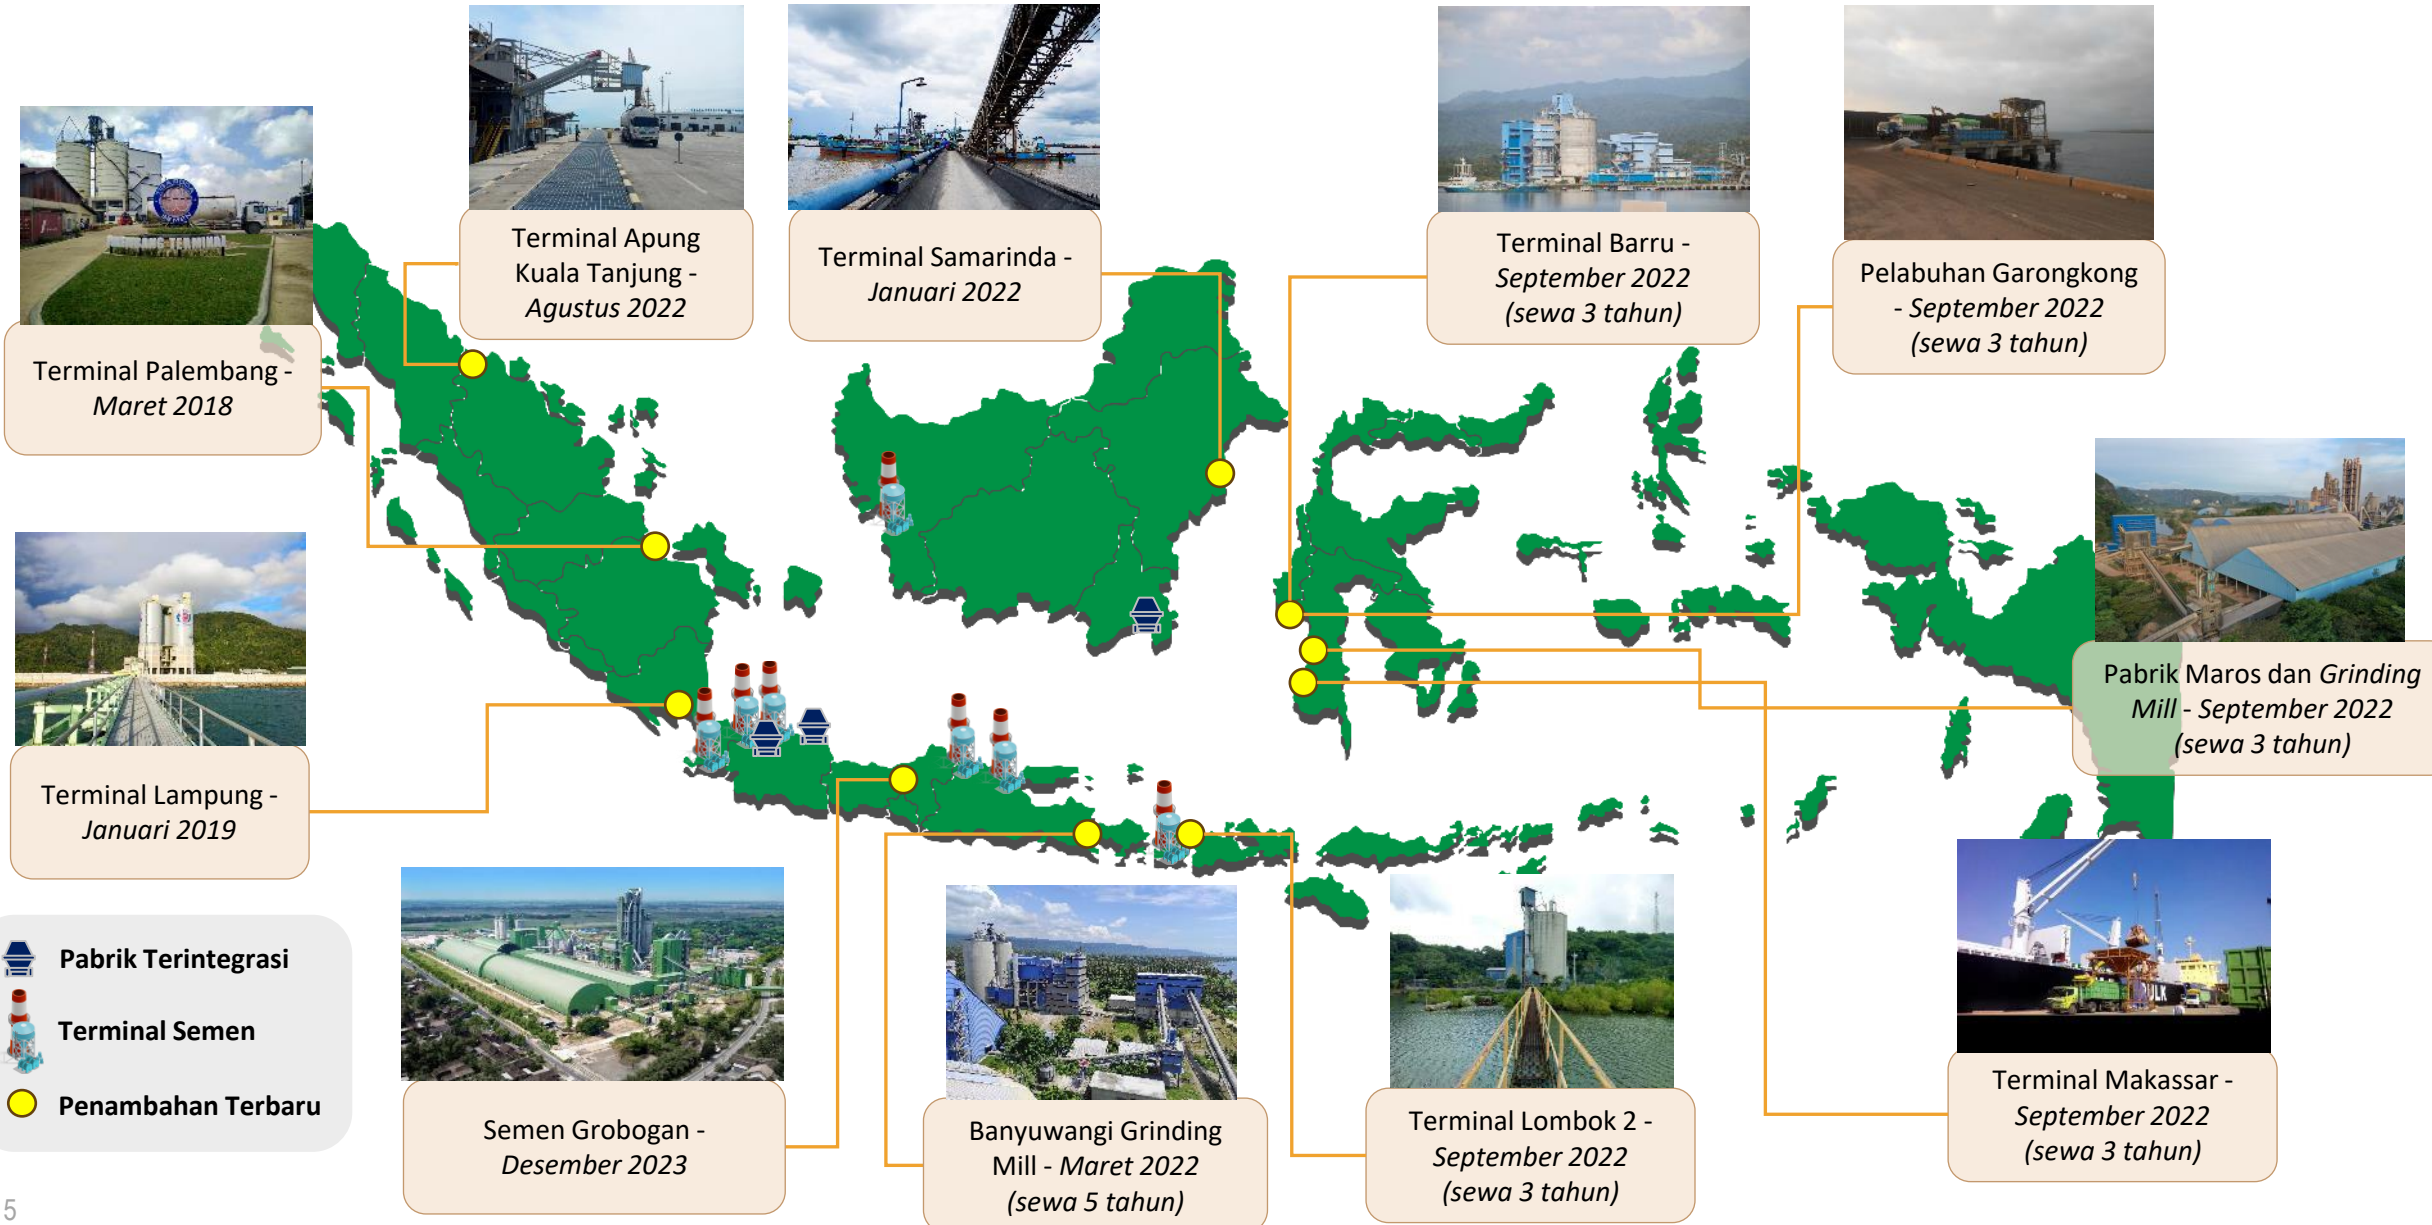 Terminal Apung
Kuala Tanjung -
Agustus 2022
Terminal Samarinda -
Januari 2022
Terminal Barru -
September 2022
(sewa 3 tahun)
Pelabuhan Garongkong
- September 2022
(sewa 3 tahun)
Terminal Palembang -
Maret 2018
Pabrik Maros dan Grinding
Mill - September 2022
(sewa 3 tahun)
Terminal Lampung -
Januari 2019
Pabrik Terintegrasi
Terminal Semen
Penambahan Terbaru
Semen Grobogan -
Desember 2023
Banyuwangi Grinding
Mill - Maret 2022
(sewa 5 tahun)
Terminal Lombok 2 -
September 2022
(sewa 3 tahun)
Terminal Makassar -
September 2022
(sewa 3 tahun)
5